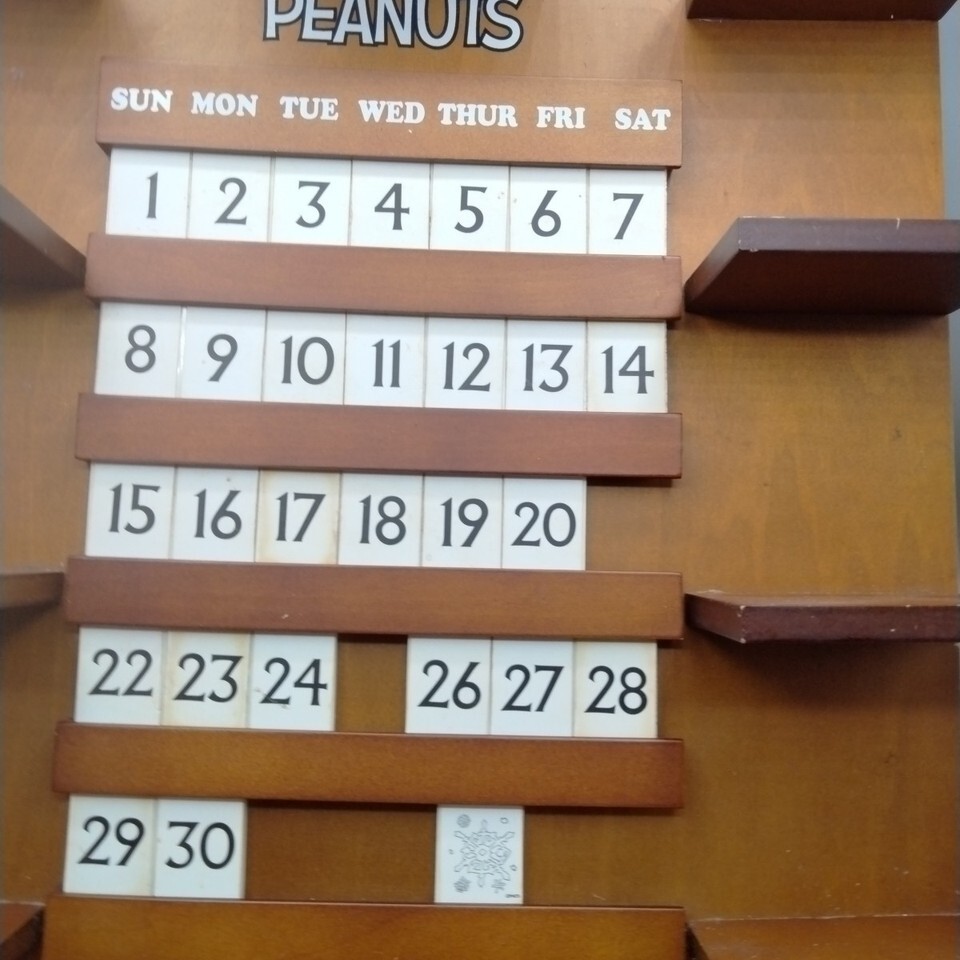 PEANUTS
SUN MON TUE WED THUR FRI SAT
1 2 3 4 5 6 7
8 9 10 11 12 13 14
15 16 17 18 19 20
22 23 24 26 27 28
29 30